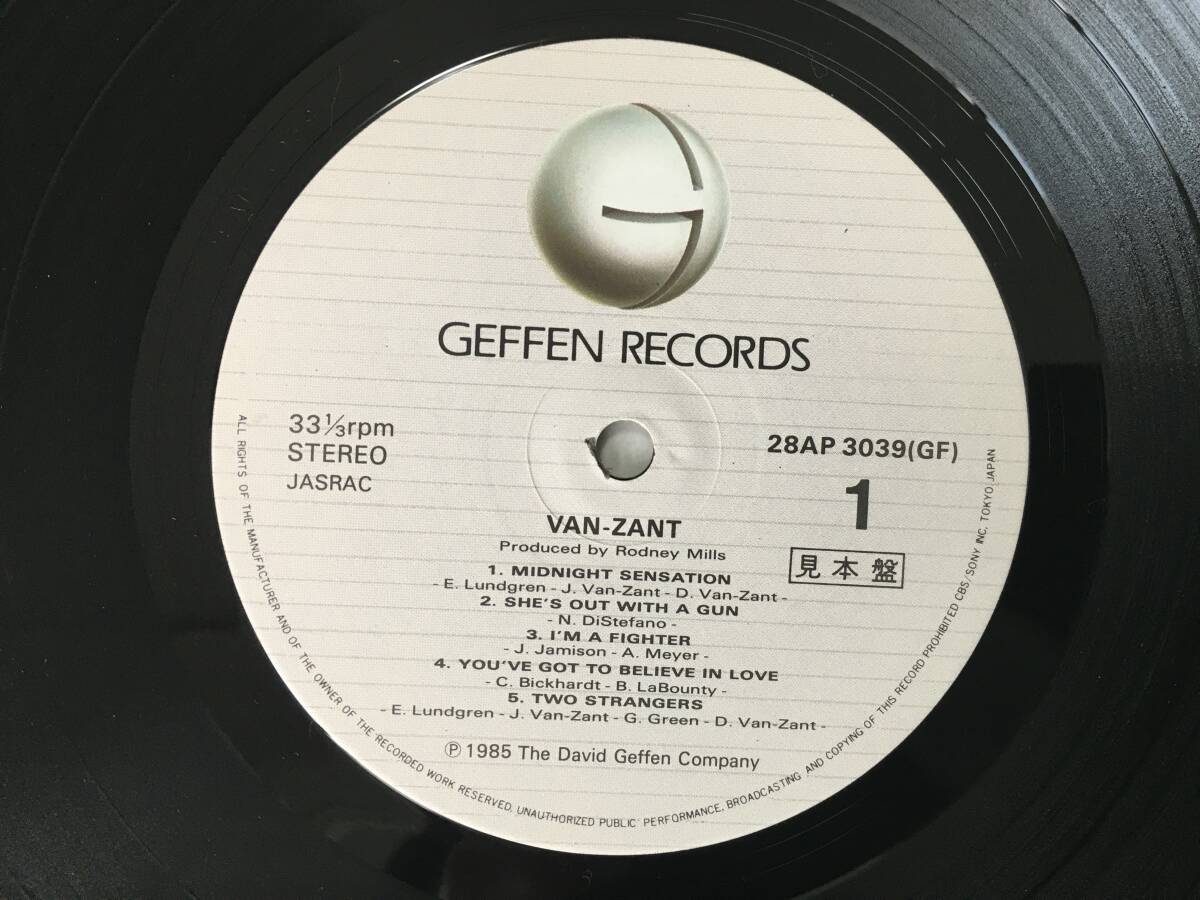 GEFFEN RECORDS
33⅓rpm
STEREO
JASRAC
28AP 3039(GF)
1
見本盤
VAN-ZANT
Produced by Rodney Mills
1. MIDNIGHT SENSATION
- E. Lundgren - J. Van-Zant - D. Van-Zant -
2. SHE'S OUT WITH A GUN
- N. DiStefano -
3. I'M A FIGHTER
- J. Jamison - A. Meyer -
4. YOU'VE GOT TO BELIEVE IN LOVE
- C. Bickhardt - B. LaBounty -
5. TWO STRANGERS
- E. Lundgren - J. Van-Zant - G. Green - D. Van-Zant -
Ⓟ 1985 The David Geffen Company
ALL RIGHTS OF THE MANUFACTURER AND OF THE OWNER OF THE RECORDED WORK RESERVED. UNAUTHORIZED PUBLIC PERFORMANCE, BROADCASTING AND COPYING OF THIS RECORD PROHIBITED CBS/SONY INC. TOKYO JAPAN